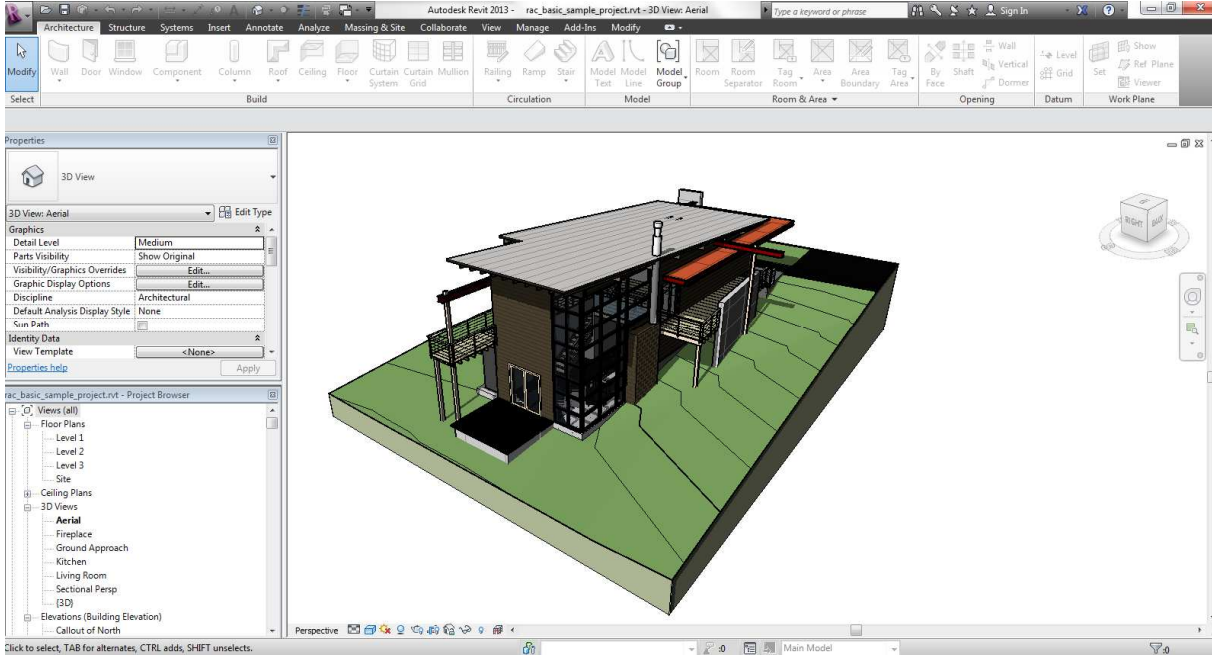 Autodesk Revit 2013 - rac_basic_sample_project.rvt - 3D View: Aerial
Type a keyword or phrase
Sign In
Architecture Structure Systems Insert Annotate Analyze Massing & Site Collaborate View Manage Add-Ins Modify
Modify
Wall Door Window Component Column Roof Ceiling Floor Curtain System Curtain Grid Mullion
Railing Ramp Stair
Model Text Model Line Model Group
Room Room Separator Tag Room Area Area Boundary Tag Area
By Face Shaft Wall Vertical Dormer
Level Grid
Set Show Ref Plane Viewer
Select Build Circulation Model Room & Area Opening Datum Work Plane
Properties
3D View
3D View: Aerial Edit Type
Graphics
Detail Level Medium
Parts Visibility Show Original
Visibility/Graphics Overrides Edit...
Graphic Display Options Edit...
Discipline Architectural
Default Analysis Display Style None
Sun Path
Identity Data
View Template <None>
Properties help Apply
rac_basic_sample_project.rvt - Project Browser
Views (all)
Floor Plans
Level 1
Level 2
Level 3
Site
Ceiling Plans
3D Views
Aerial
Fireplace
Ground Approach
Kitchen
Living Room
Sectional Persp
{3D}
Elevations (Building Elevation)
Callout of North
RIGHT BACK
Perspective
Click to select, TAB for alternates, CTRL adds, SHIFT unselects.
:0
Main Model
:0